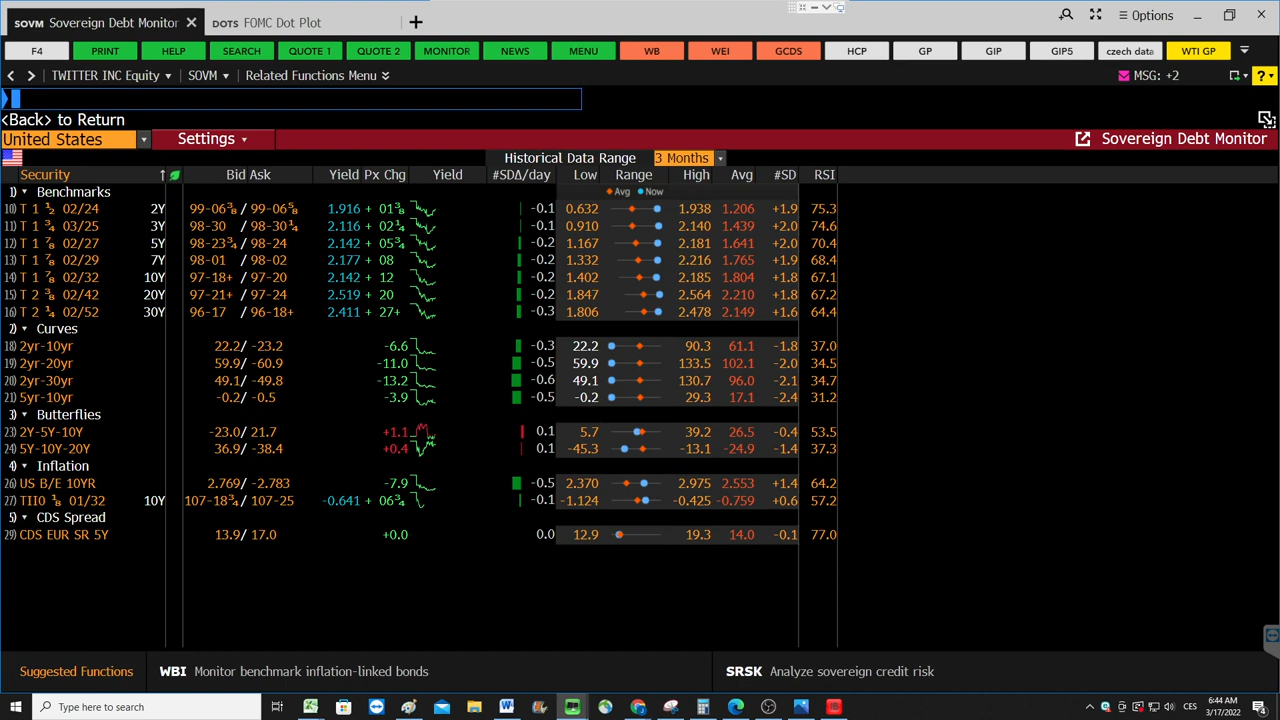 SOVM Sovereign Debt Monitor DOTS FOMC Dot Plot
Options
F4 PRINT HELP SEARCH QUOTE 1 QUOTE 2 MONITOR NEWS MENU WB WEI GCDS HCP GP GIP GIP5 czech data WTI GP
TWITTER INC Equity SOVM Related Functions Menu MSG: +2
<Back> to Return
United States Settings Sovereign Debt Monitor
Historical Data Range 3 Months
Security Bid Ask Yield Px Chg Yield #SDΔ/day Low Range High Avg #SD RSI
1) Benchmarks Avg Now
10) T 1 ½ 02/24 2Y 99-06⅜ / 99-06⅝ 1.916 + 01⅜ -0.1 0.632 1.938 1.206 +1.9 75.3
11) T 1 ¾ 03/25 3Y 98-30 / 98-30¼ 2.116 + 02¼ -0.1 0.910 2.140 1.439 +2.0 74.6
12) T 1 ⅞ 02/27 5Y 98-23¾ / 98-24 2.142 + 05¾ -0.2 1.167 2.181 1.641 +2.0 70.4
13) T 1 ⅞ 02/29 7Y 98-01 / 98-02 2.177 + 08 -0.2 1.332 2.216 1.765 +1.9 68.4
14) T 1 ⅞ 02/32 10Y 97-18+ / 97-20 2.142 + 12 -0.2 1.402 2.185 1.804 +1.8 67.1
15) T 2 ⅜ 02/42 20Y 97-21+ / 97-24 2.519 + 20 -0.2 1.847 2.564 2.210 +1.8 67.2
16) T 2 ¼ 02/52 30Y 96-17 / 96-18+ 2.411 + 27+ -0.3 1.806 2.478 2.149 +1.6 64.4
2) Curves
18) 2yr-10yr 22.2/ -23.2 -6.6 -0.3 22.2 90.3 61.1 -1.8 37.0
19) 2yr-20yr 59.9/ -60.9 -11.0 -0.5 59.9 133.5 102.1 -2.0 34.5
20) 2yr-30yr 49.1/ -49.8 -13.2 -0.6 49.1 130.7 96.0 -2.1 34.7
21) 5yr-10yr -0.2/ -0.5 -3.9 -0.5 -0.2 29.3 17.1 -2.4 31.2
3) Butterflies
23) 2Y-5Y-10Y -23.0/ 21.7 +1.1 0.1 5.7 39.2 26.5 -0.4 53.5
24) 5Y-10Y-20Y 36.9/ -38.4 +0.4 0.1 -45.3 -13.1 -24.9 -1.4 37.3
4) Inflation
26) US B/E 10YR 2.769/ -2.783 -7.9 -0.5 2.370 2.975 2.553 +1.4 64.2
27) TII0 ⅛ 01/32 10Y 107-18¾ / 107-25 -0.641 + 06¾ -0.1 -1.124 -0.425 -0.759 +0.6 57.2
5) CDS Spread
29) CDS EUR SR 5Y 13.9/ 17.0 +0.0 0.0 12.9 19.3 14.0 -0.1 77.0
Suggested Functions WBI Monitor benchmark inflation-linked bonds SRSK Analyze sovereign credit risk
Type here to search CES 6:44 AM
3/17/2022